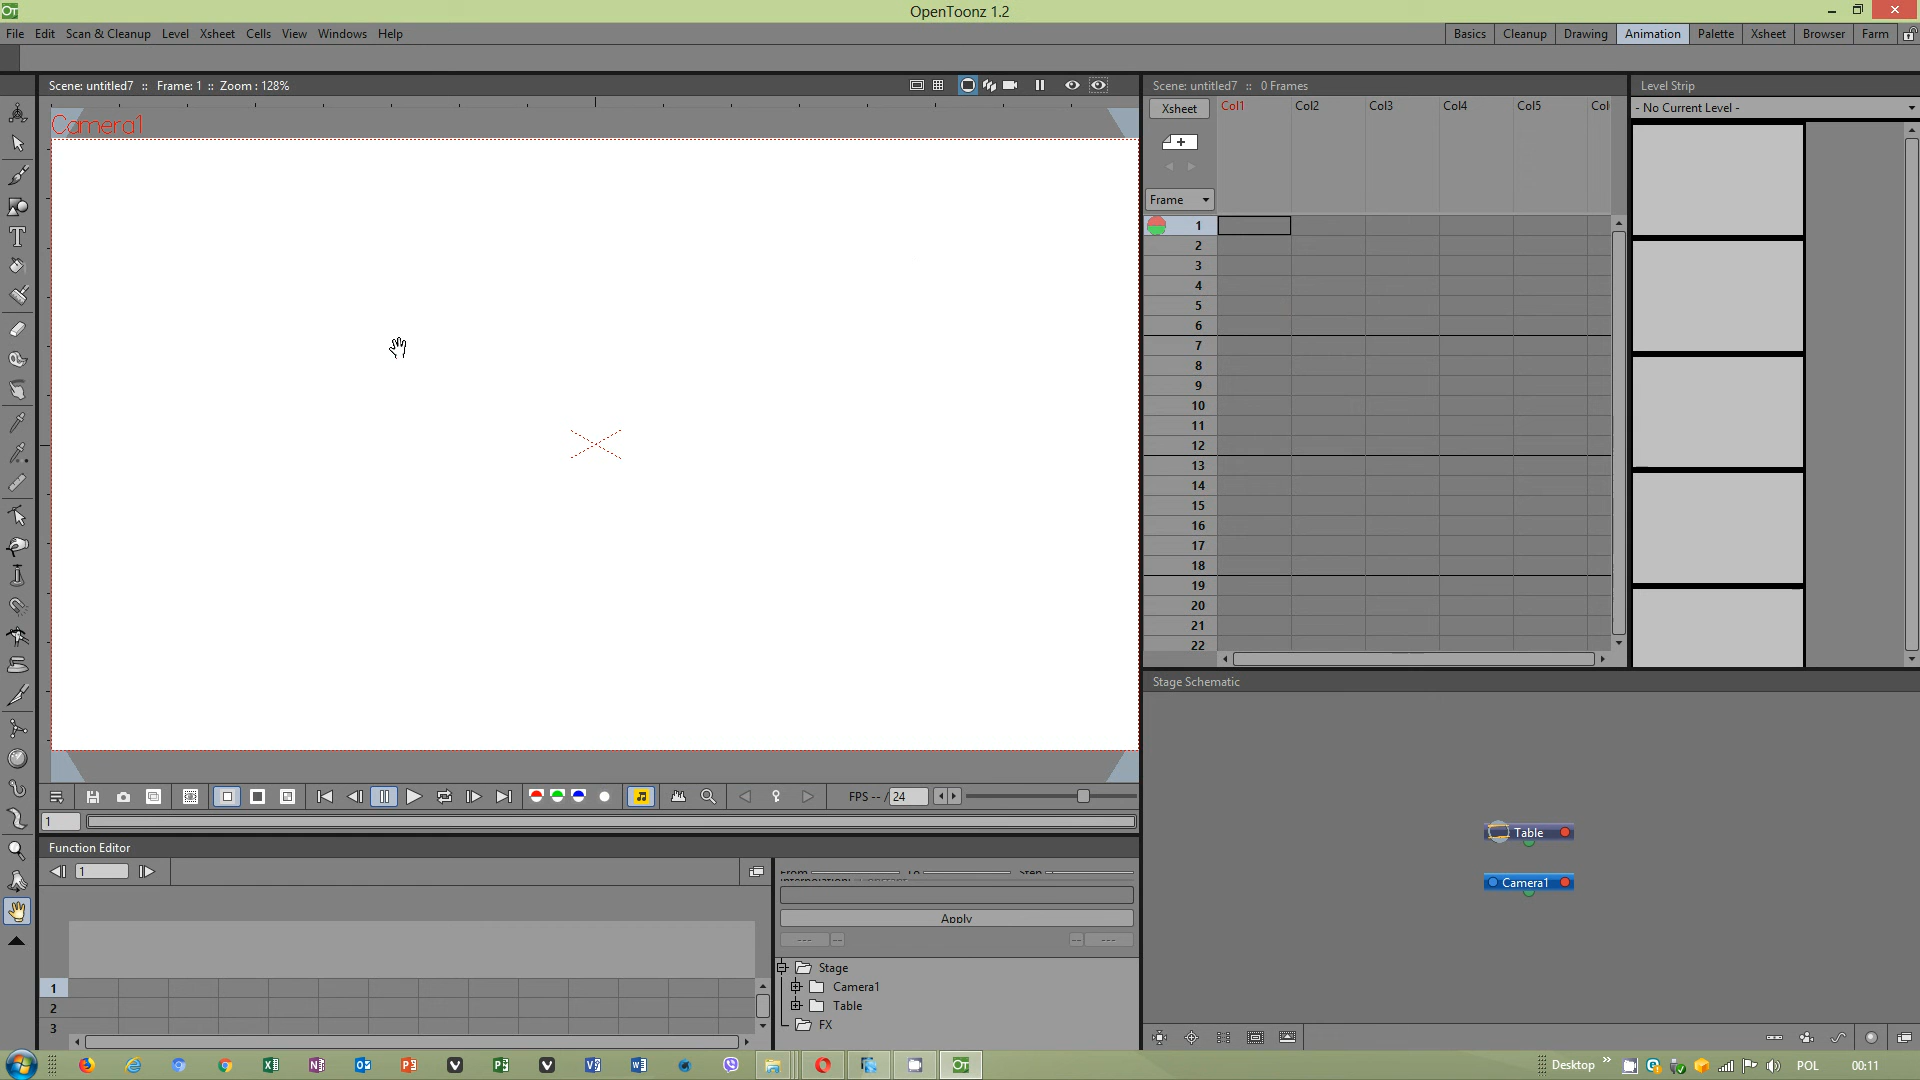 OT OpenToonz 1.2
File Edit Scan & Cleanup Level Xsheet Cells View Windows Help Basics Cleanup Drawing Animation Palette Xsheet Browser Farm
Scene: untitled7 :: Frame: 1 :: Zoom : 128%
Scene: untitled7 :: 0 Frames
Level Strip
Xsheet Col1 Col2 Col3 Col4 Col5
- No Current Level -
Camera1
Frame
1
2
3
4
5
6
7
8
9
10
11
12
13
14
15
16
17
18
19
20
21
22
Stage Schematic
Table
Camera1
FPS -- / 24
1
Function Editor
1
Apply
--- -- -- ---
Stage
Camera1
Table
FX
1
2
3
Desktop » POL 00:11